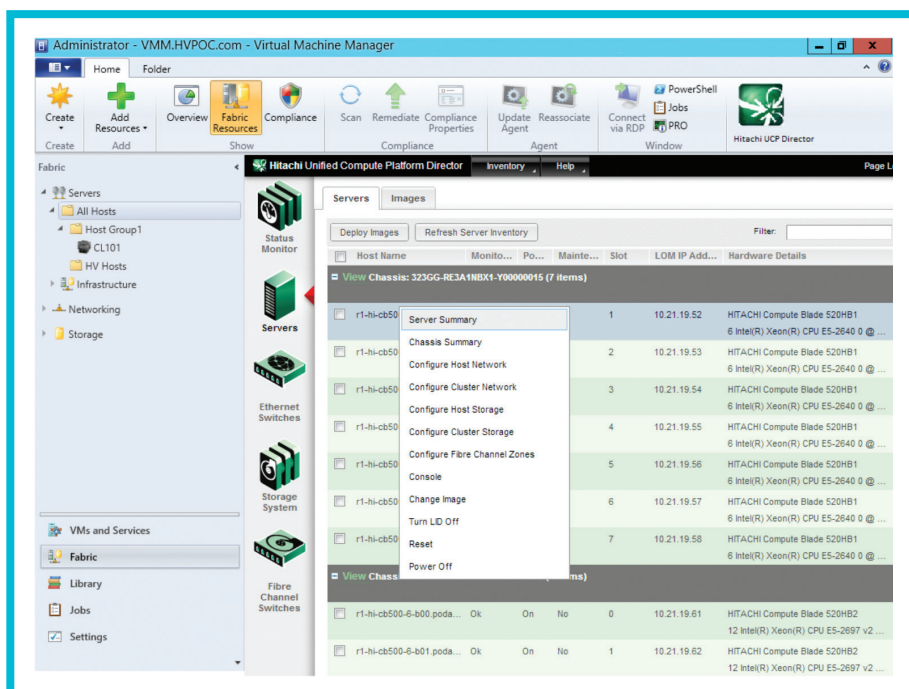 Administrator - VMM.HVPOC.com - Virtual Machine Manager
Home Folder
Create
Add Resources
Overview
Fabric Resources
Compliance
Scan
Remediate
Compliance Properties
Update Agent
Reassociate
Connect via RDP
PowerShell
Jobs
PRO
Hitachi UCP Director
Create Add Show Compliance Agent Window
Fabric
Servers
All Hosts
Host Group1
CL101
HV Hosts
Infrastructure
Networking
Storage
VMs and Services
Fabric
Library
Jobs
Settings
Hitachi Unified Compute Platform Director Inventory Help Page
Status
Monitor
Servers
Ethernet
Switches
Storage
System
Fibre
Channel
Switches
Servers Images
Deploy Images Refresh Server Inventory Filter:
Host Name Monito... Po... Mainte... Slot LOM IP Add... Hardware Details
View Chassis: 323GG-RE3A1NBX1-Y00000015 (7 items)
r1-hi-cb50 1 10.21.19.52 HITACHI Compute Blade 520HB1
6 Intel(R) Xeon(R) CPU E5-2640 0 @ ...
r1-hi-cb50 2 10.21.19.53 HITACHI Compute Blade 520HB1
6 Intel(R) Xeon(R) CPU E5-2640 0 @ ...
r1-hi-cb50 3 10.21.19.54 HITACHI Compute Blade 520HB1
6 Intel(R) Xeon(R) CPU E5-2640 0 @ ...
r1-hi-cb50 4 10.21.19.55 HITACHI Compute Blade 520HB1
6 Intel(R) Xeon(R) CPU E5-2640 0 @ ...
r1-hi-cb50 5 10.21.19.56 HITACHI Compute Blade 520HB1
6 Intel(R) Xeon(R) CPU E5-2640 0 @ ...
r1-hi-cb50 6 10.21.19.57 HITACHI Compute Blade 520HB1
6 Intel(R) Xeon(R) CPU E5-2640 0 @ ...
r1-hi-cb50 7 10.21.19.58 HITACHI Compute Blade 520HB1
6 Intel(R) Xeon(R) CPU E5-2640 0 @ ...
Server Summary
Chassis Summary
Configure Host Network
Configure Cluster Network
Configure Host Storage
Configure Cluster Storage
Configure Fibre Channel Zones
Console
Change Image
Turn LID Off
Reset
Power Off
View
r1-hi-cb500-6-b00.poda... Ok On No 0 10.21.19.61 HITACHI Compute Blade 520HB2
12 Intel(R) Xeon(R) CPU E5-2697 v2 ...
r1-hi-cb500-6-b01.poda... Ok On No 1 10.21.19.62 HITACHI Compute Blade 520HB2
12 Intel(R) Xeon(R) CPU E5-2697 v2 ...